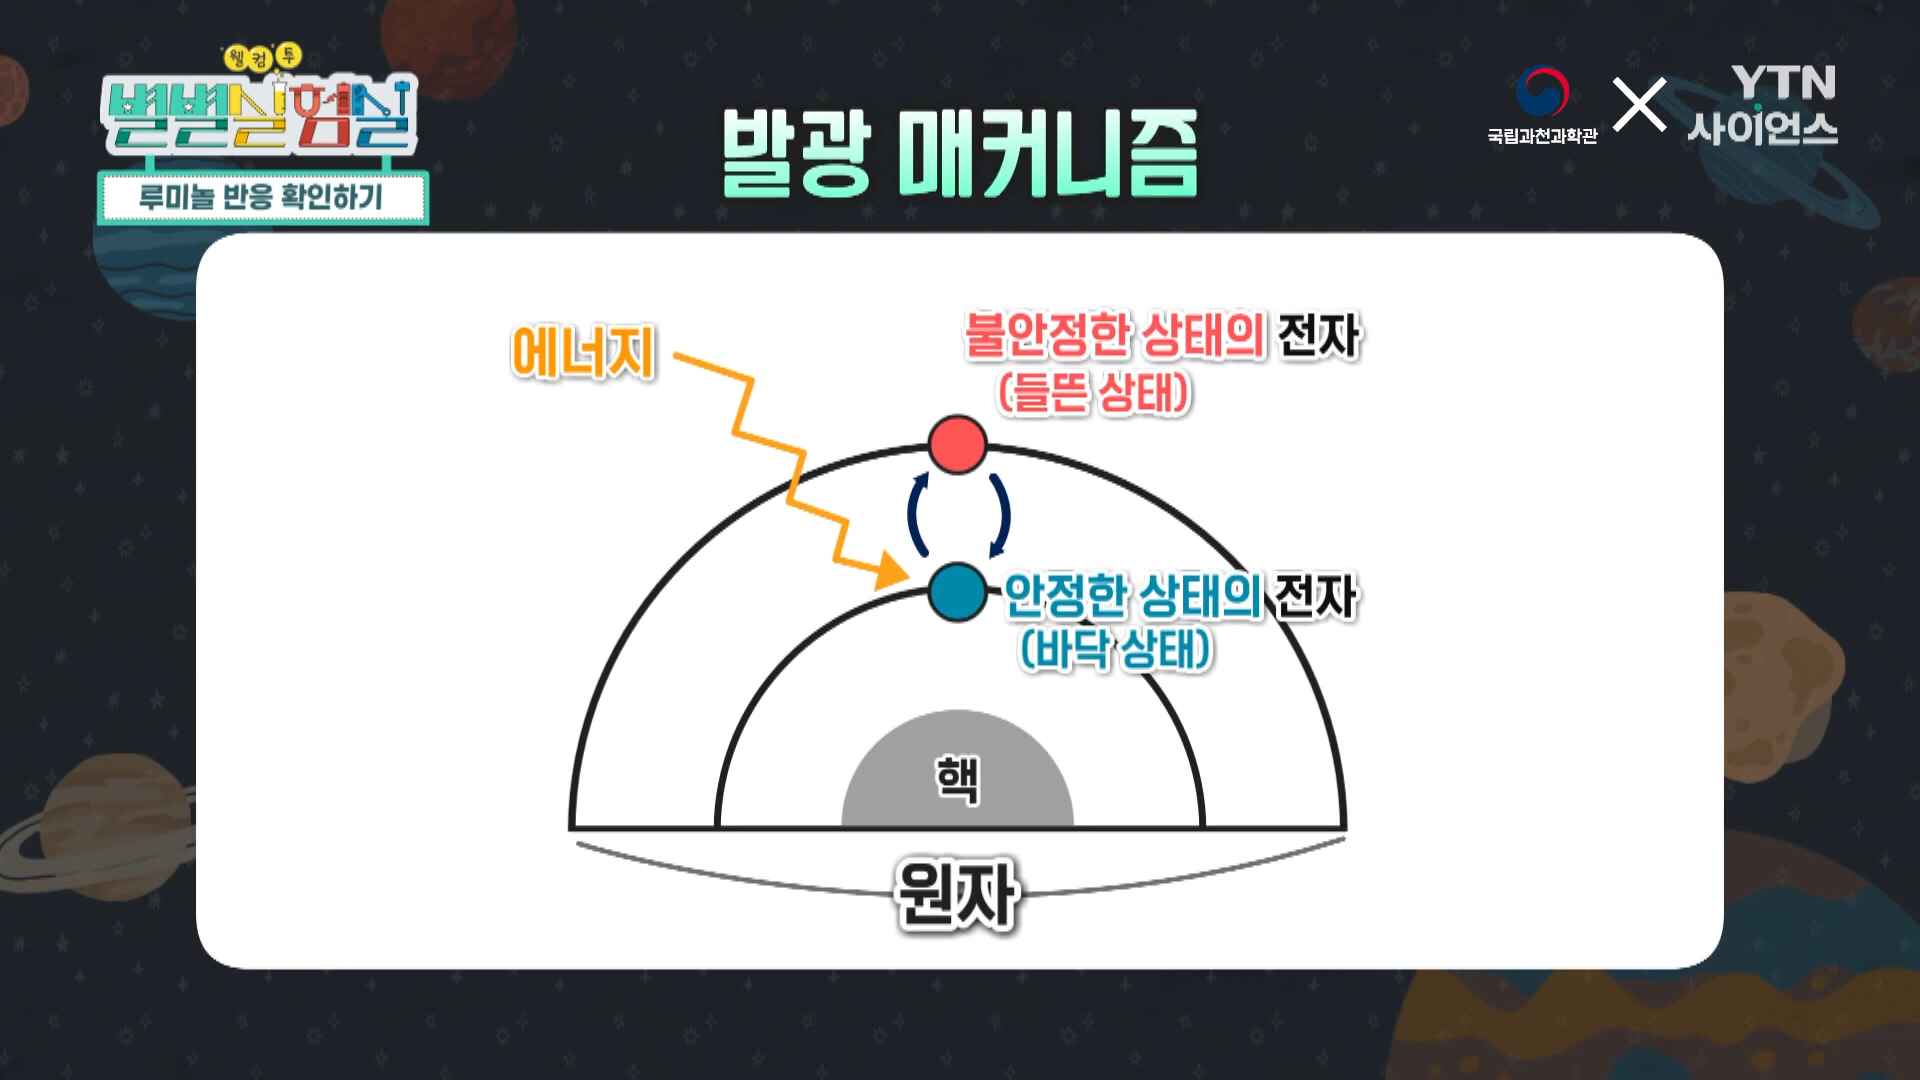 웰컴투
별별실험실
루미놀 반응 확인하기
발광 매커니즘
국립과천과학관
YTN
사이언스
에너지
불안정한 상태의 전자
(들뜬 상태)
안정한 상태의 전자
(바닥 상태)
핵
원자